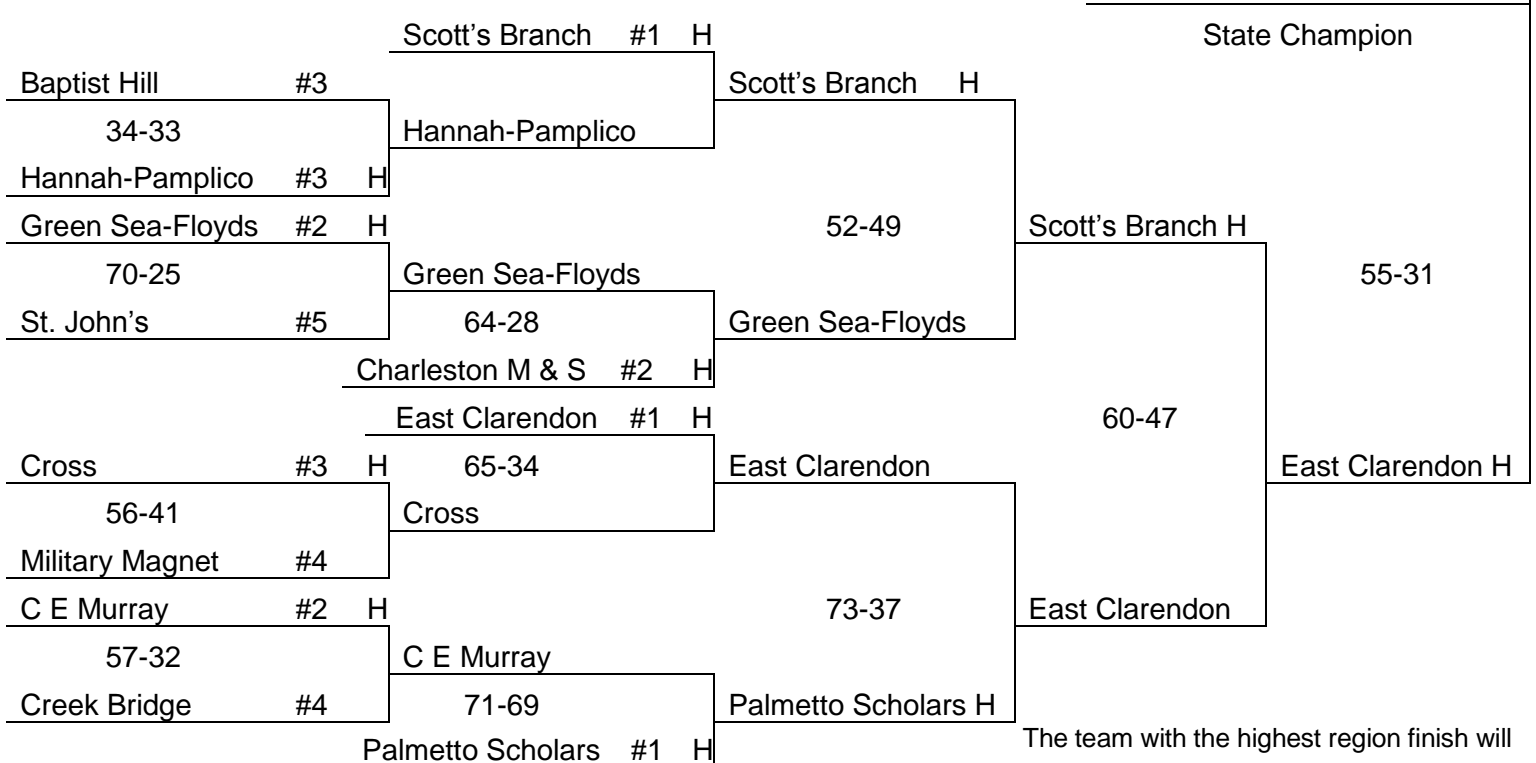 Scott’s Branch #1 H State Champion
Baptist Hill #3 Scott’s Branch H
34-33 Hannah-Pamplico
Hannah-Pamplico #3 H
Green Sea-Floyds #2 H 52-49 Scott’s Branch H
70-25 Green Sea-Floyds 55-31
St. John’s #5 64-28 Green Sea-Floyds
Charleston M & S #2 H
East Clarendon #1 H 60-47
Cross #3 H 65-34 East Clarendon East Clarendon H
56-41 Cross
Military Magnet #4
C E Murray #2 H 73-37 East Clarendon
57-32 C E Murray
Creek Bridge #4 71-69 Palmetto Scholars H
Palmetto Scholars #1 H The team with the highest region finish will